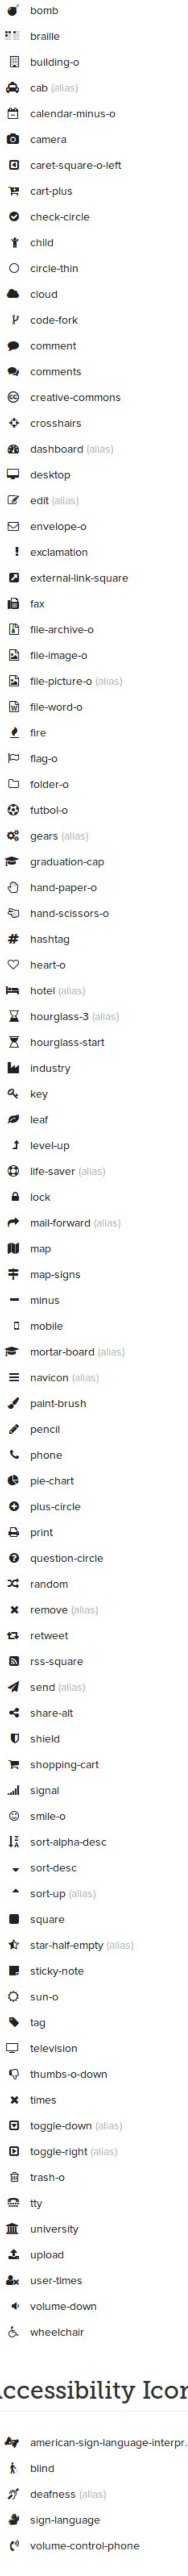 bomb
braille
building-o
cab (alias)
calendar-minus-o
camera
caret-square-o-left
cart-plus
check-circle
child
circle-thin
cloud
code-fork
comment
comments
creative-commons
crosshairs
dashboard (alias)
desktop
edit (alias)
envelope-o
exclamation
external-link-square
fax
file-archive-o
file-image-o
file-picture-o (alias)
file-word-o
fire
flag-o
folder-o
futbol-o
gears (alias)
graduation-cap
hand-paper-o
hand-scissors-o
hashtag
heart-o
hotel (alias)
hourglass-3 (alias)
hourglass-start
industry
key
leaf
level-up
life-saver (alias)
lock
mail-forward (alias)
map
map-signs
minus
mobile
mortar-board (alias)
navicon (alias)
paint-brush
pencil
phone
pie-chart
plus-circle
print
question-circle
random
remove (alias)
retweet
rss-square
send (alias)
share-alt
shield
shopping-cart
signal
smile-o
sort-alpha-desc
sort-desc
sort-up (alias)
square
star-half-empty (alias)
sticky-note
sun-o
tag
television
thumbs-o-down
times
toggle-down (alias)
toggle-right (alias)
trash-o
tty
university
upload
user-times
volume-down
wheelchair
ccessibility Icor
american-sign-language-interpr.
blind
deafness (alias)
sign-language
volume-control-phone